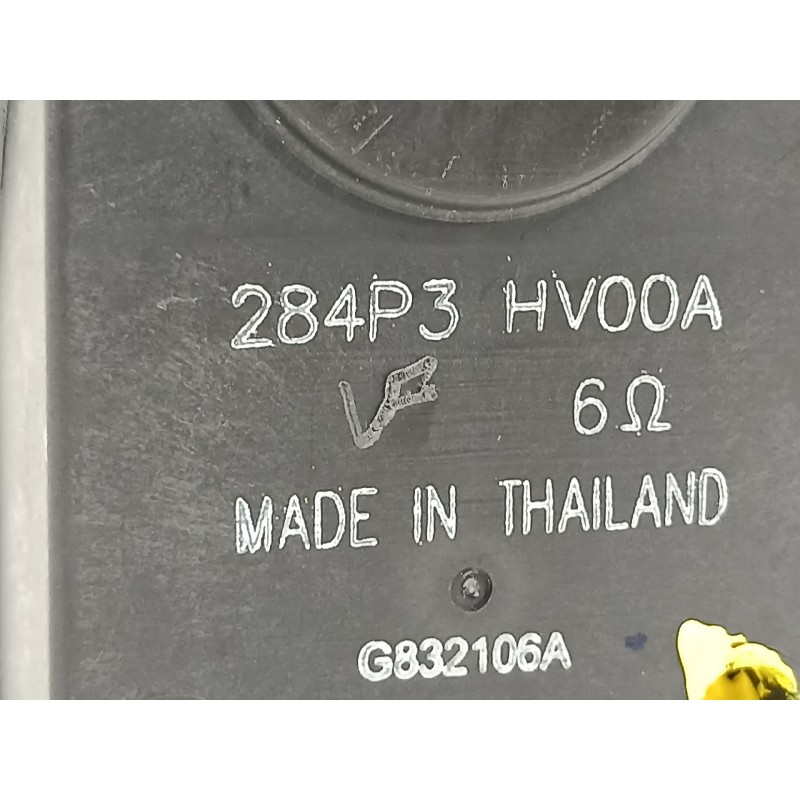 284P3 HV00A
6Ω
MADE IN THAILAND
G832106A